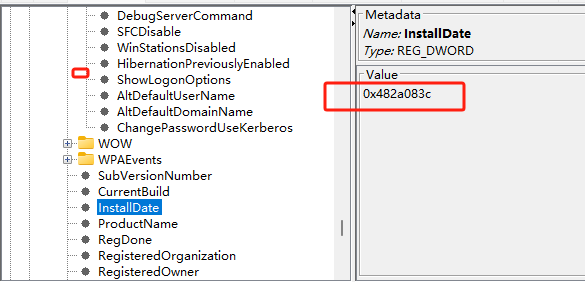 DebugServerCommand
SFCDisable
WinStationsDisabled
HibernationPreviouslyEnabled
ShowLogonOptions
AltDefaultUserName
AltDefaultDomainName
ChangePasswordUseKerberos
WOW
WPAEvents
SubVersionNumber
CurrentBuild
InstallDate
ProductName
RegDone
RegisteredOrganization
RegisteredOwner
Metadata
Name: InstallDate
Type: REG_DWORD
Value
0x482a083c